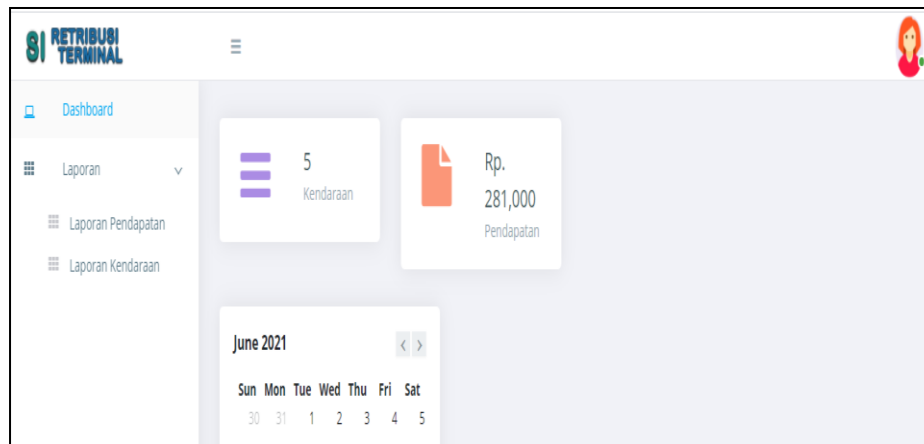 SI RETRIBUSI
TERMINAL
Dashboard
Laporan
Laporan Pendapatan
Laporan Kendaraan
5
Kendaraan
Rp.
281,000
Pendapatan
June 2021
Sun Mon Tue Wed Thu Fri Sat
30 31 1 2 3 4 5